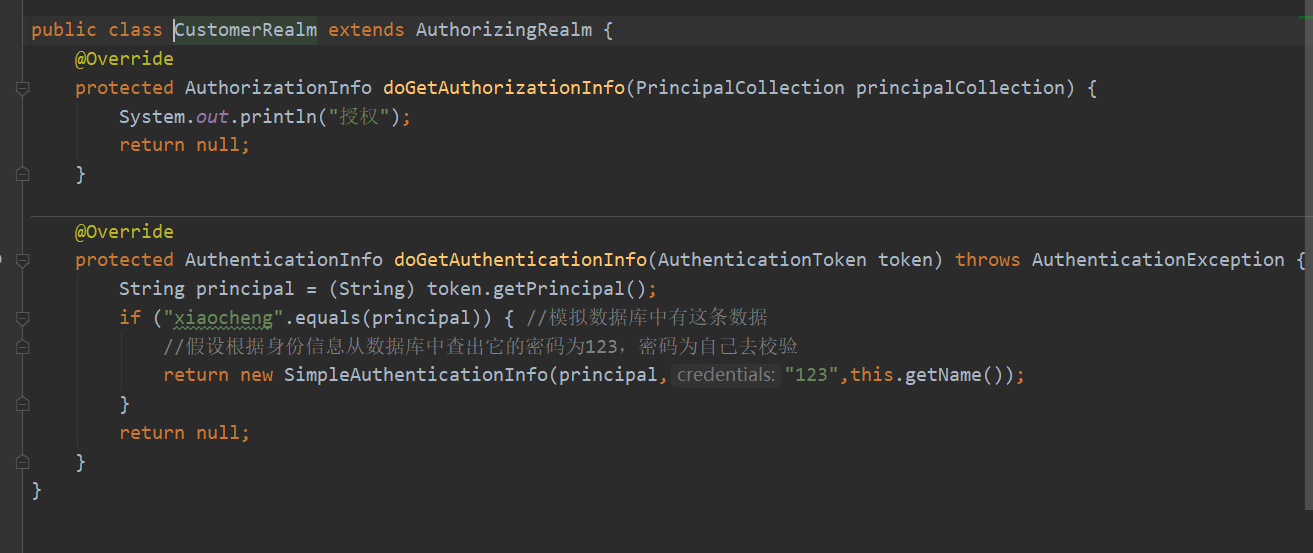 public class CustomerRealm extends AuthorizingRealm {
@Override
protected AuthorizationInfo doGetAuthorizationInfo(PrincipalCollection principalCollection) {
System.out.println("授权");
return null;
}
@Override
protected AuthenticationInfo doGetAuthenticationInfo(AuthenticationToken token) throws AuthenticationException {
String principal = (String) token.getPrincipal();
if ("xiaocheng".equals(principal)) { //模拟数据库中有这条数据
//假设根据身份信息从数据库中查出它的密码为123，密码为自己去校验
return new SimpleAuthenticationInfo(principal, credentials: "123",this.getName());
}
return null;
}
}